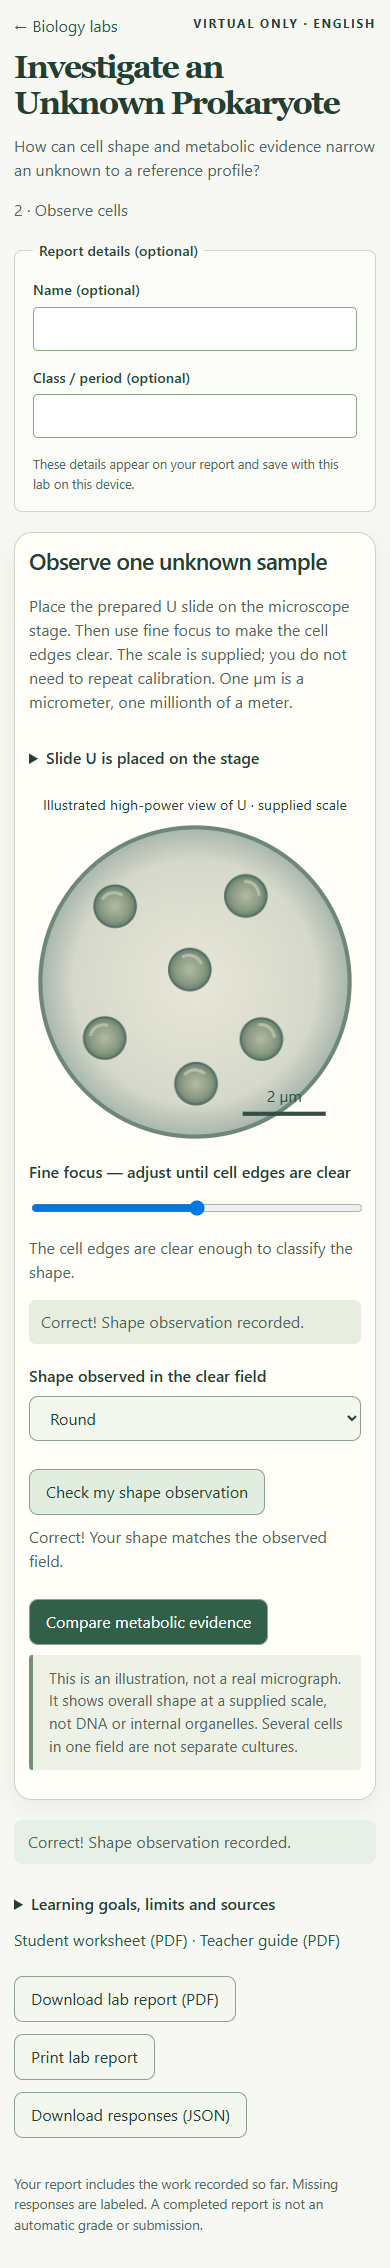 ← Biology labs
VIRTUAL ONLY · ENGLISH
Investigate an
Unknown Prokaryote
How can cell shape and metabolic evidence narrow
an unknown to a reference profile?
2 · Observe cells
Report details (optional)
Name (optional)
Class / period (optional)
These details appear on your report and save with this
lab on this device.
Observe one unknown sample
Place the prepared U slide on the microscope
stage. Then use fine focus to make the cell
edges clear. The scale is supplied; you do not
need to repeat calibration. One µm is a
micrometer, one millionth of a meter.
▶ Slide U is placed on the stage
Illustrated high-power view of U · supplied scale
2 µm
Fine focus — adjust until cell edges are clear
The cell edges are clear enough to classify the
shape.
Correct! Shape observation recorded.
Shape observed in the clear field
Round
Check my shape observation
Correct! Your shape matches the observed
field.
Compare metabolic evidence
This is an illustration, not a real micrograph.
It shows overall shape at a supplied scale,
not DNA or internal organelles. Several cells
in one field are not separate cultures.
Correct! Shape observation recorded.
▶ Learning goals, limits and sources
Student worksheet (PDF) · Teacher guide (PDF)
Download lab report (PDF)
Print lab report
Download responses (JSON)
Your report includes the work recorded so far. Missing
responses are labeled. A completed report is not an
automatic grade or submission.